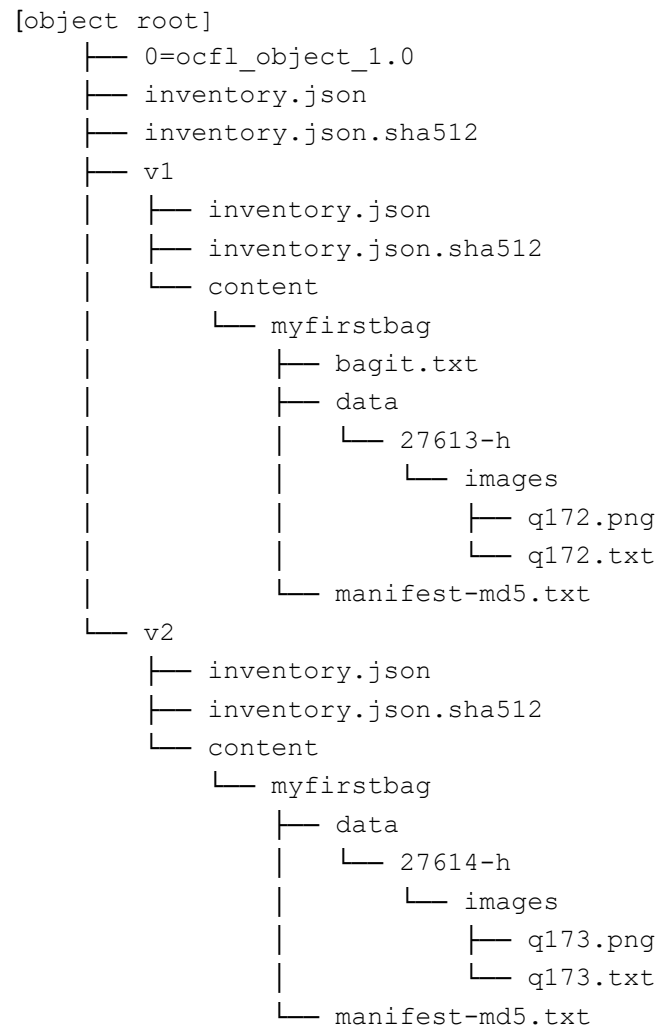 [object root]
├── 0=ocfl_object_1.0
├── inventory.json
├── inventory.json.sha512
├── v1
│   ├── inventory.json
│   ├── inventory.json.sha512
│   └── content
│       └── myfirstbag
│           ├── bagit.txt
│           ├── data
│           │   └── 27613-h
│           │       └── images
│           │           ├── q172.png
│           │           └── q172.txt
│           └── manifest-md5.txt
└── v2
    ├── inventory.json
    ├── inventory.json.sha512
    └── content
        └── myfirstbag
            ├── data
            │   └── 27614-h
            │       └── images
            │           ├── q173.png
            │           └── q173.txt
            └── manifest-md5.txt